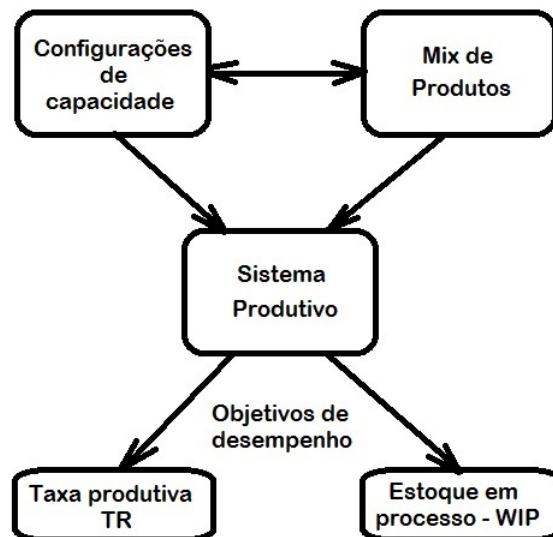 Configurações
de
capacidade
Mix de
Produtos
Sistema
Produtivo
Objetivos de
desempenho
Taxa produtiva
TR
Estoque em
processo - WIP